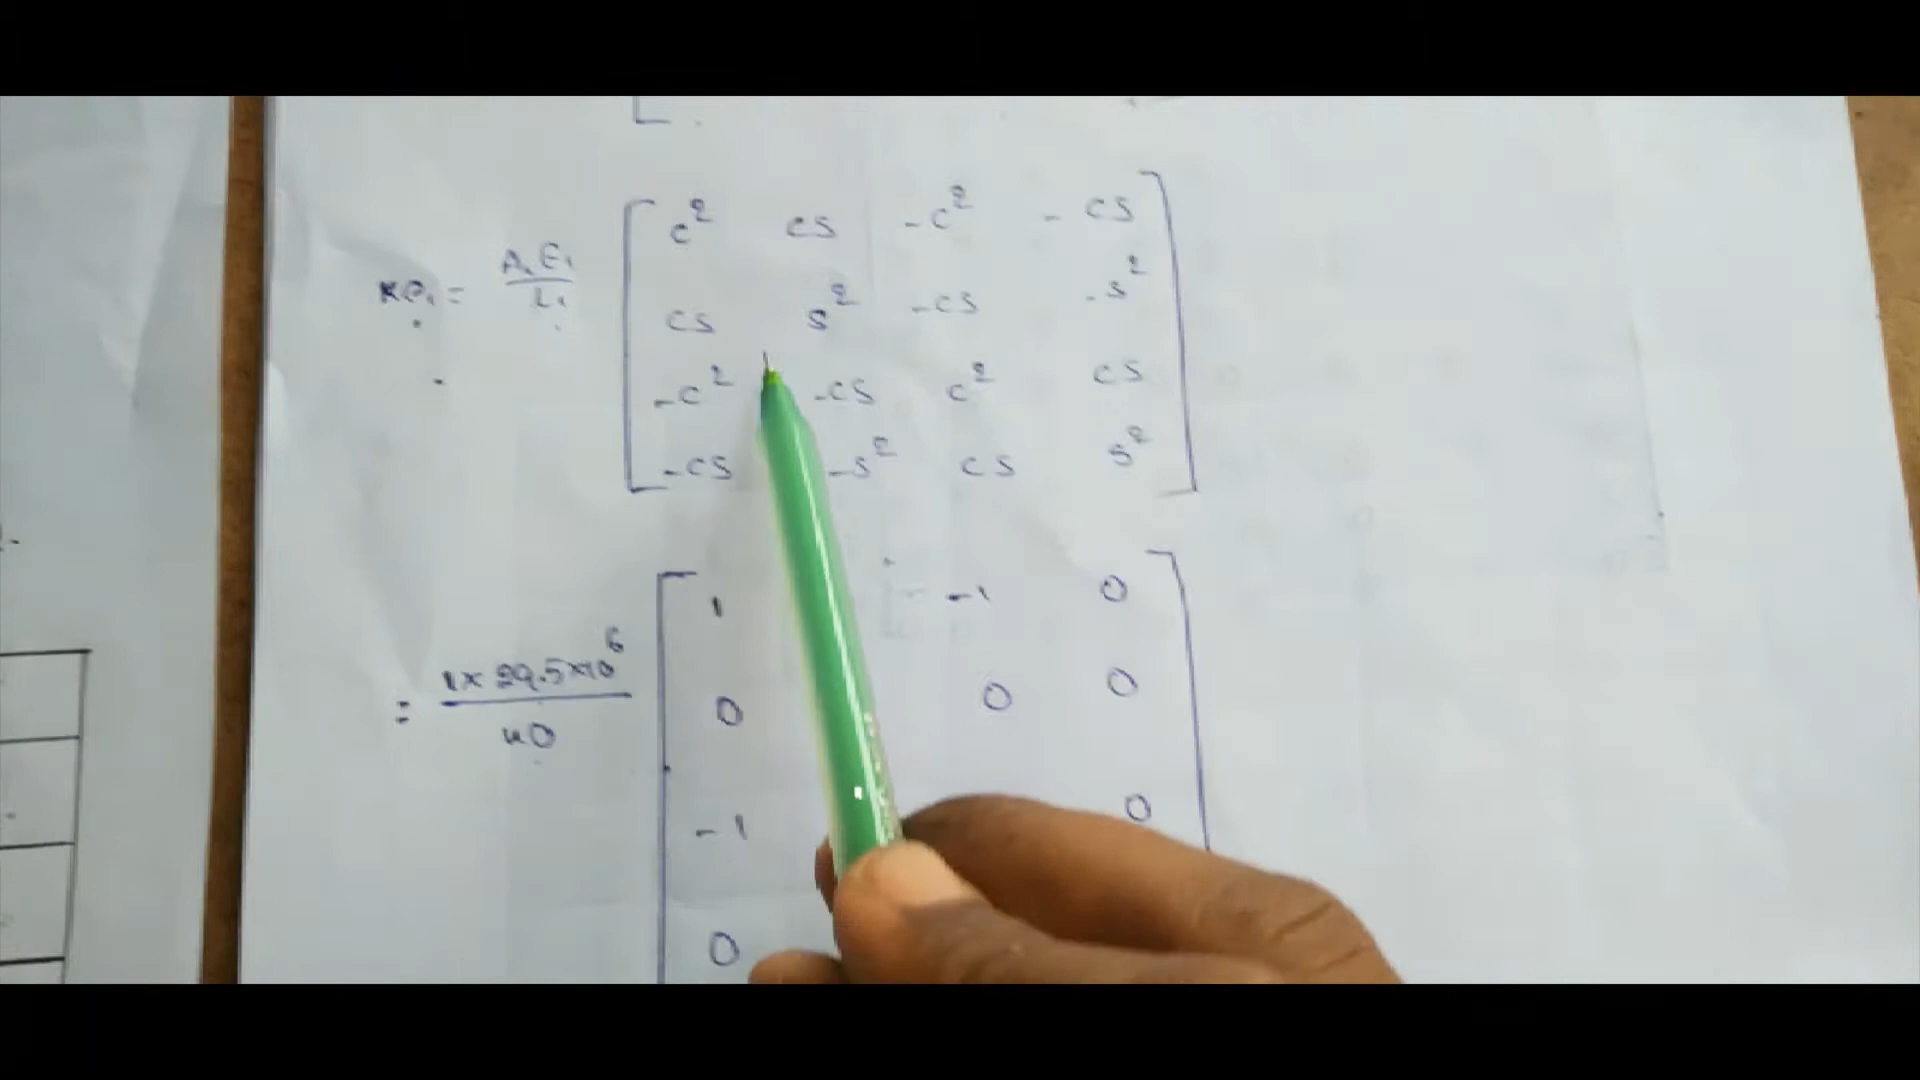 c² cs -c² -cs
Ke₁ = A₁E₁ / L₁
cs s² -cs -s²
-c² -cs c² cs
-cs -s² cs s²
1 -1 0
= 1 × 29.5 × 10⁶ / 40
0 0 0
-1 0
0